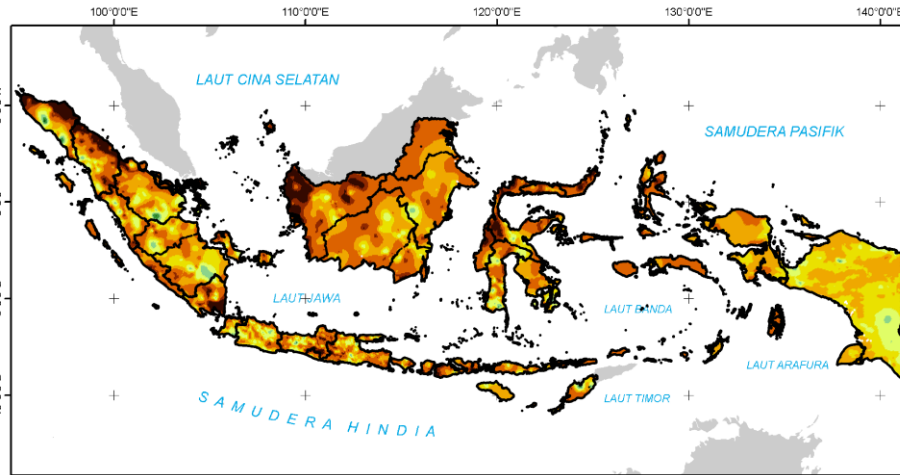 100°0'0"E 110°0'0"E 120°0'0"E 130°0'0"E 140°0'
LAUT CINA SELATAN
SAMUDERA PASIFIK
LAUT JAWA
LAUT BANDA
LAUT ARAFURA
LAUT TIMOR
SAMUDERA HINDIA